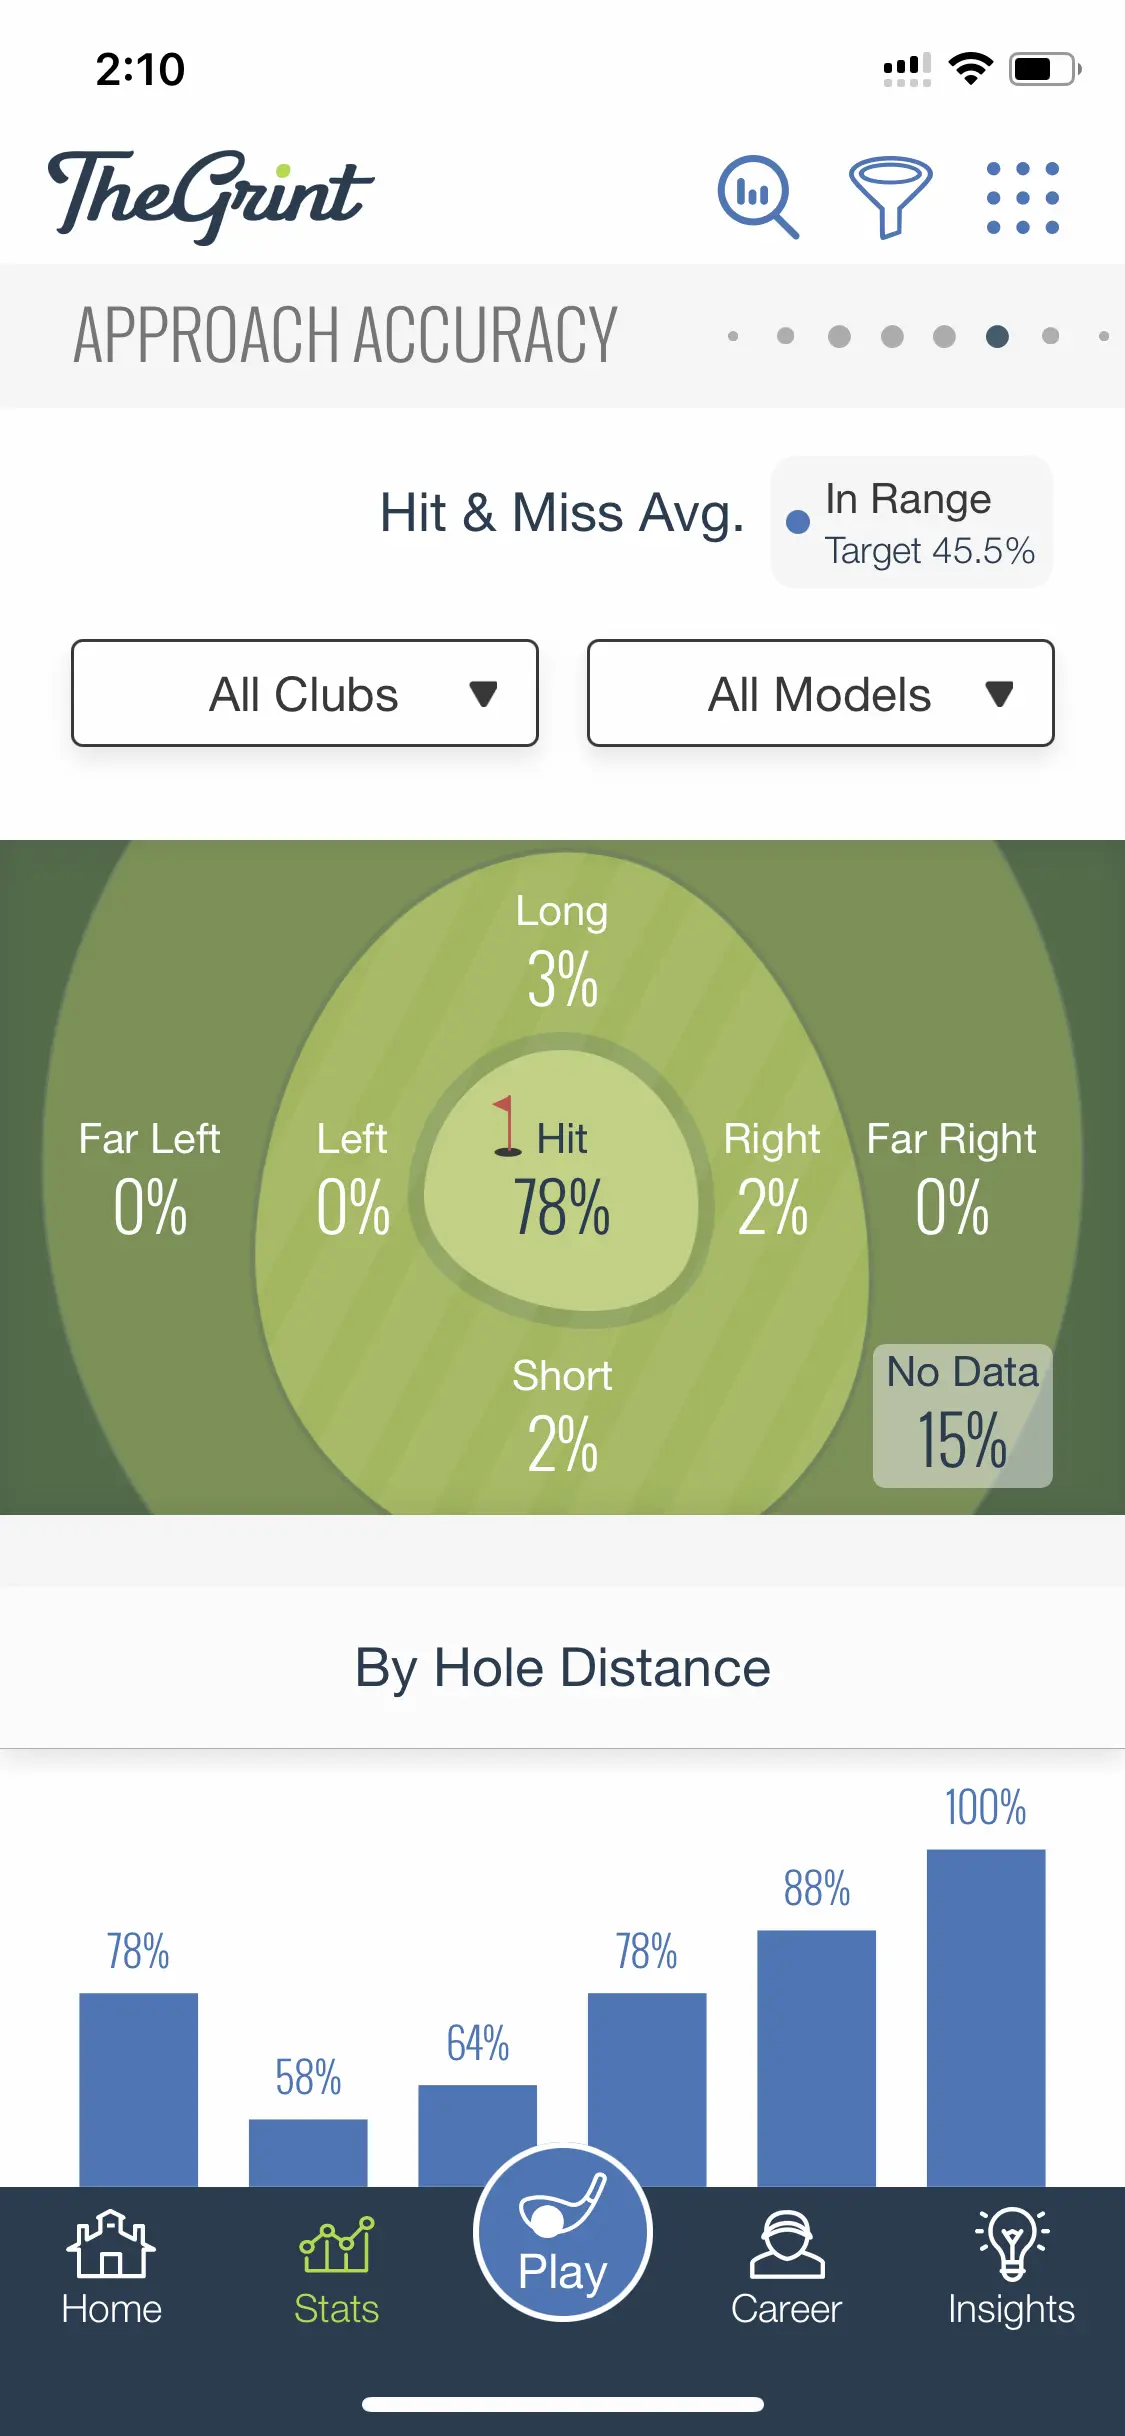 2:10
TheGrint
APPROACH ACCURACY
Hit & Miss Avg.
In Range
Target 45.5%
All Clubs
All Models
Long
3%
Far Left
0%
Left
0%
Hit
78%
Right
2%
Far Right
0%
Short
2%
No Data
15%
By Hole Distance
78%
58%
64%
78%
88%
100%
Home
Stats
Play
Career
Insights